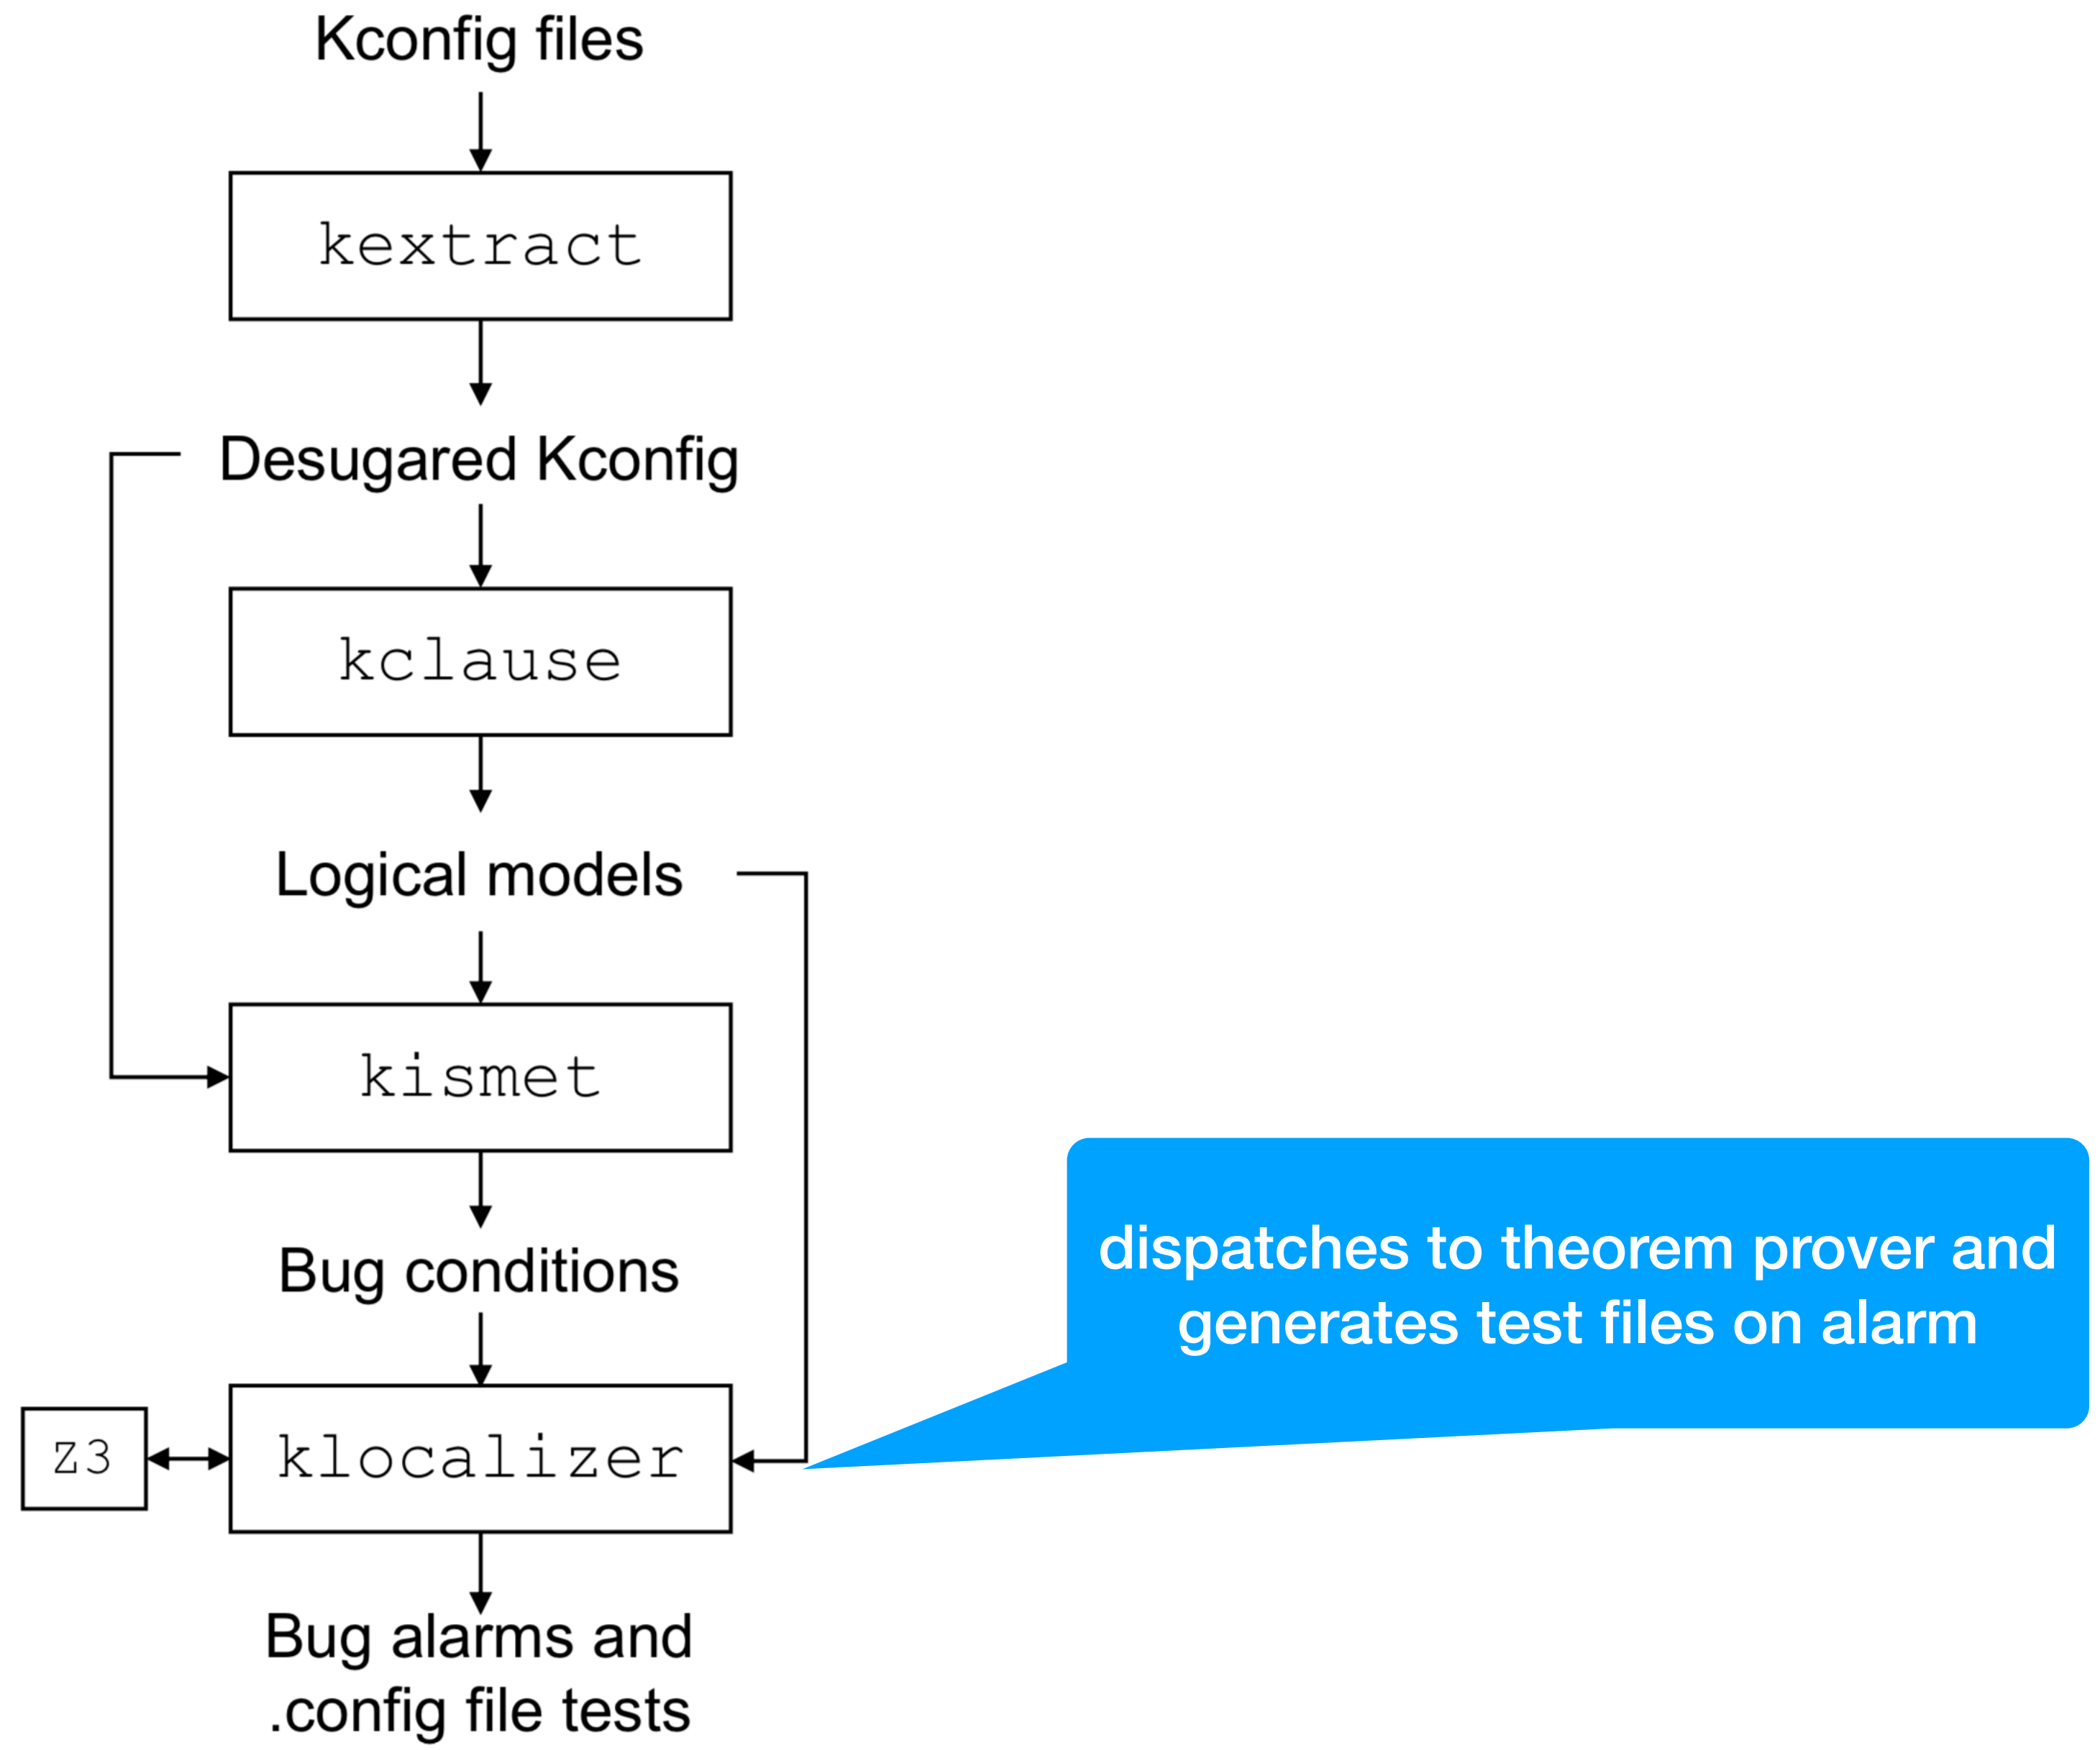 Kconfig files
kextract
Desugared Kconfig
kclause
Logical models
kismet
Bug conditions
dispatches to theorem prover and
generates test files on alarm
Z3
klocalizer
Bug alarms and
.config file tests